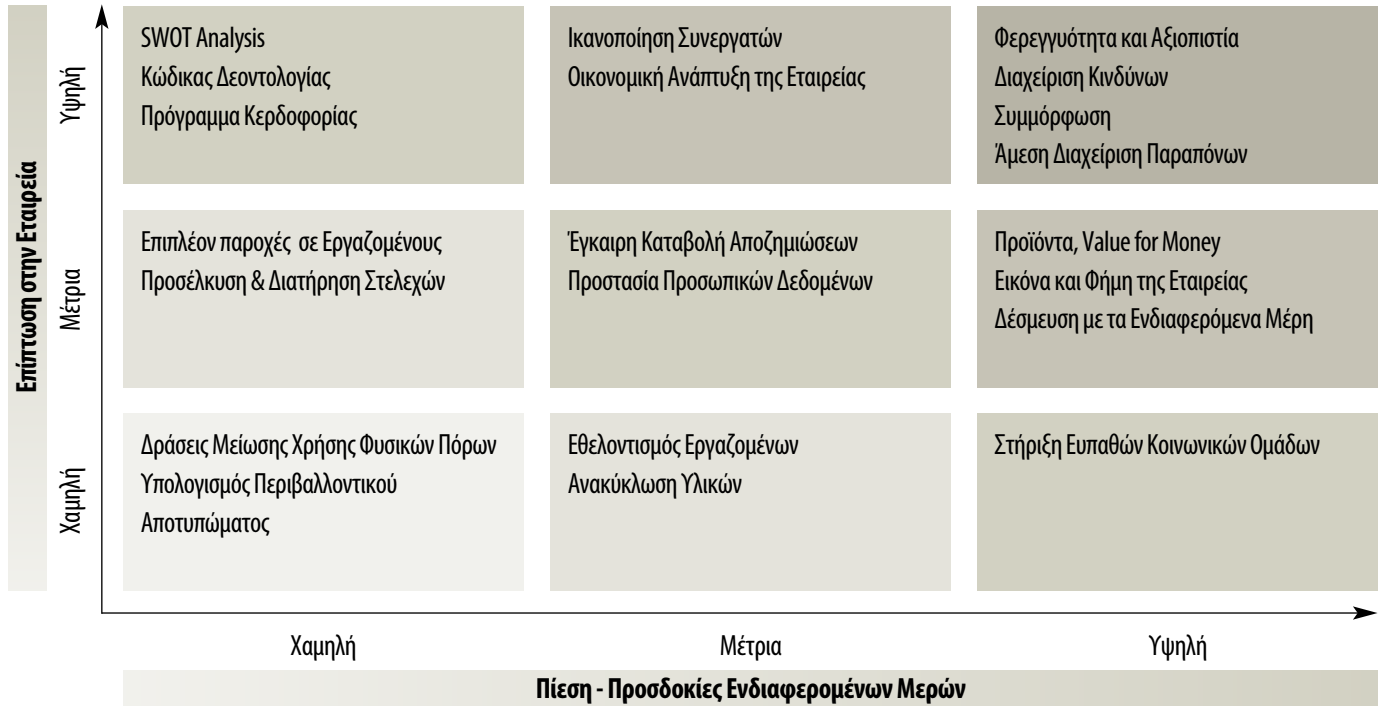 Επίπτωση στην Εταιρεία
Υψηλή
SWOT Analysis
Κώδικας Δεοντολογίας
Πρόγραμμα Κερδοφορίας
Ικανοποίηση Συνεργατών
Οικονομική Ανάπτυξη της Εταιρείας
Φερεγγυότητα και Αξιοπιστία
Διαχείριση Κινδύνων
Συμμόρφωση
Άμεση Διαχείριση Παραπόνων
Μέτρια
Επιπλέον παροχές σε Εργαζομένους
Προσέλκυση & Διατήρηση Στελεχών
Έγκαιρη Καταβολή Αποζημιώσεων
Προστασία Προσωπικών Δεδομένων
Προϊόντα, Value for Money
Εικόνα και Φήμη της Εταιρείας
Δέσμευση με τα Ενδιαφερόμενα Μέρη
Χαμηλή
Δράσεις Μείωσης Χρήσης Φυσικών Πόρων
Υπολογισμός Περιβαλλοντικού
Αποτυπώματος
Εθελοντισμός Εργαζομένων
Ανακύκλωση Υλικών
Στήριξη Ευπαθών Κοινωνικών Ομάδων
Χαμηλή
Μέτρια
Υψηλή
Πίεση - Προσδοκίες Ενδιαφερομένων Μερών